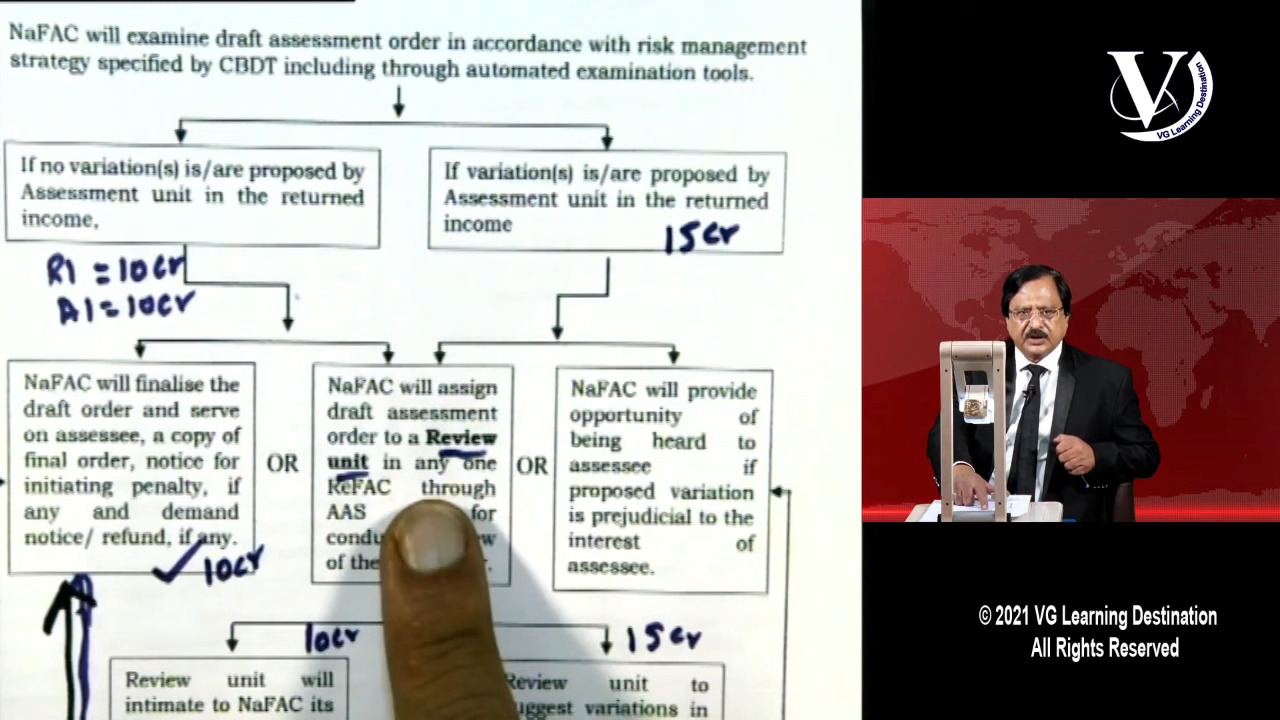 NaFAC will examine draft assessment order in accordance with risk management
strategy specified by CBDT including through automated examination tools.
If no variation(s) is/are proposed by
Assessment unit in the returned
income,
If variation(s) is/are proposed by
Assessment unit in the returned
income
15cr
RI = 10cr
AI = 10cr
NaFAC will finalise the
draft order and serve
on assessee, a copy of
final order, notice for
initiating penalty, if
any and demand
notice/ refund, if any.
10cr
OR
NaFAC will assign
draft assessment
order to a Review
unit in any one
ReFAC through
AAS for
of the
OR
NaFAC will provide
opportunity of
being heard to
assessee if
proposed variation
is prejudicial to the
interest of
assessee.
10cr
15cr
Review unit will
intimate to NaFAC its
Review unit to
suggest variations in
V
VG Learning Destination
© 2021 VG Learning Destination
All Rights Reserved